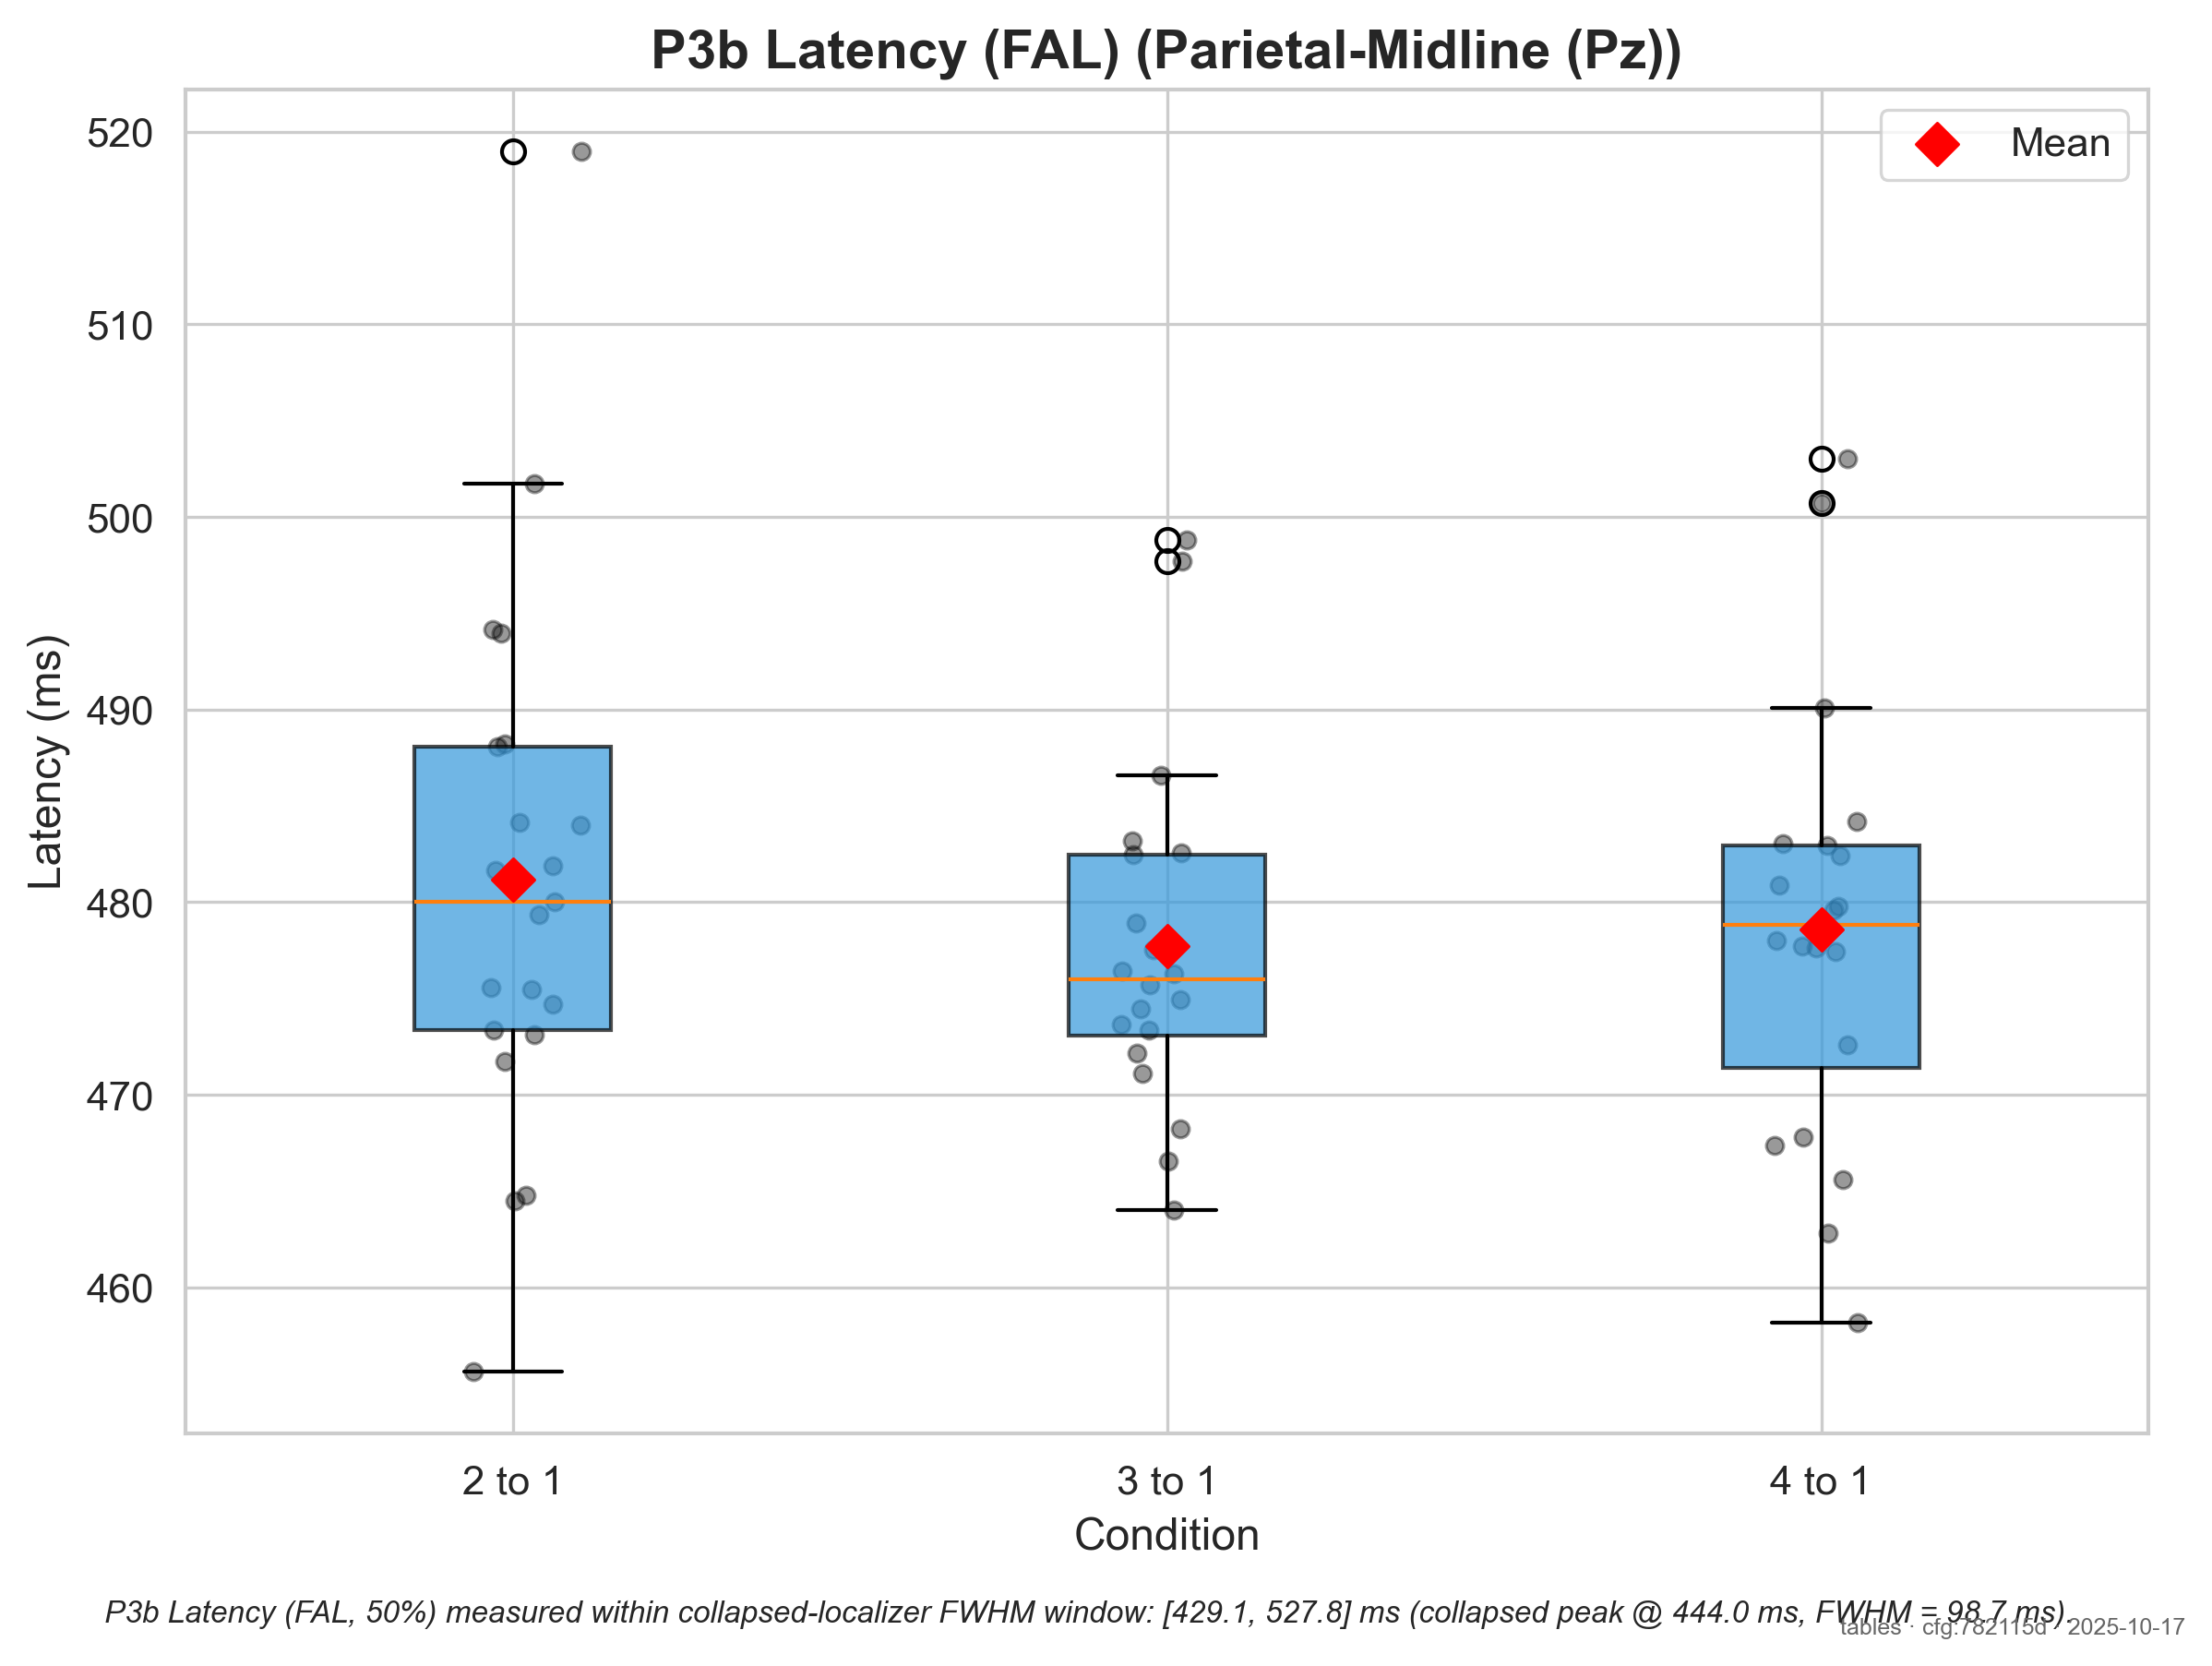 P3b Latency (FAL) (Parietal-Midline (Pz))
Mean
Latency (ms)
520
510
500
490
480
470
460
2 to 1
3 to 1
4 to 1
Condition
P3b Latency (FAL, 50%) measured within collapsed-localizer FWHM window: [429.1, 527.8] ms (collapsed peak @ 444.0 ms, FWHM = 98.7 ms).
tables · cfg:782115d · 2025-10-17